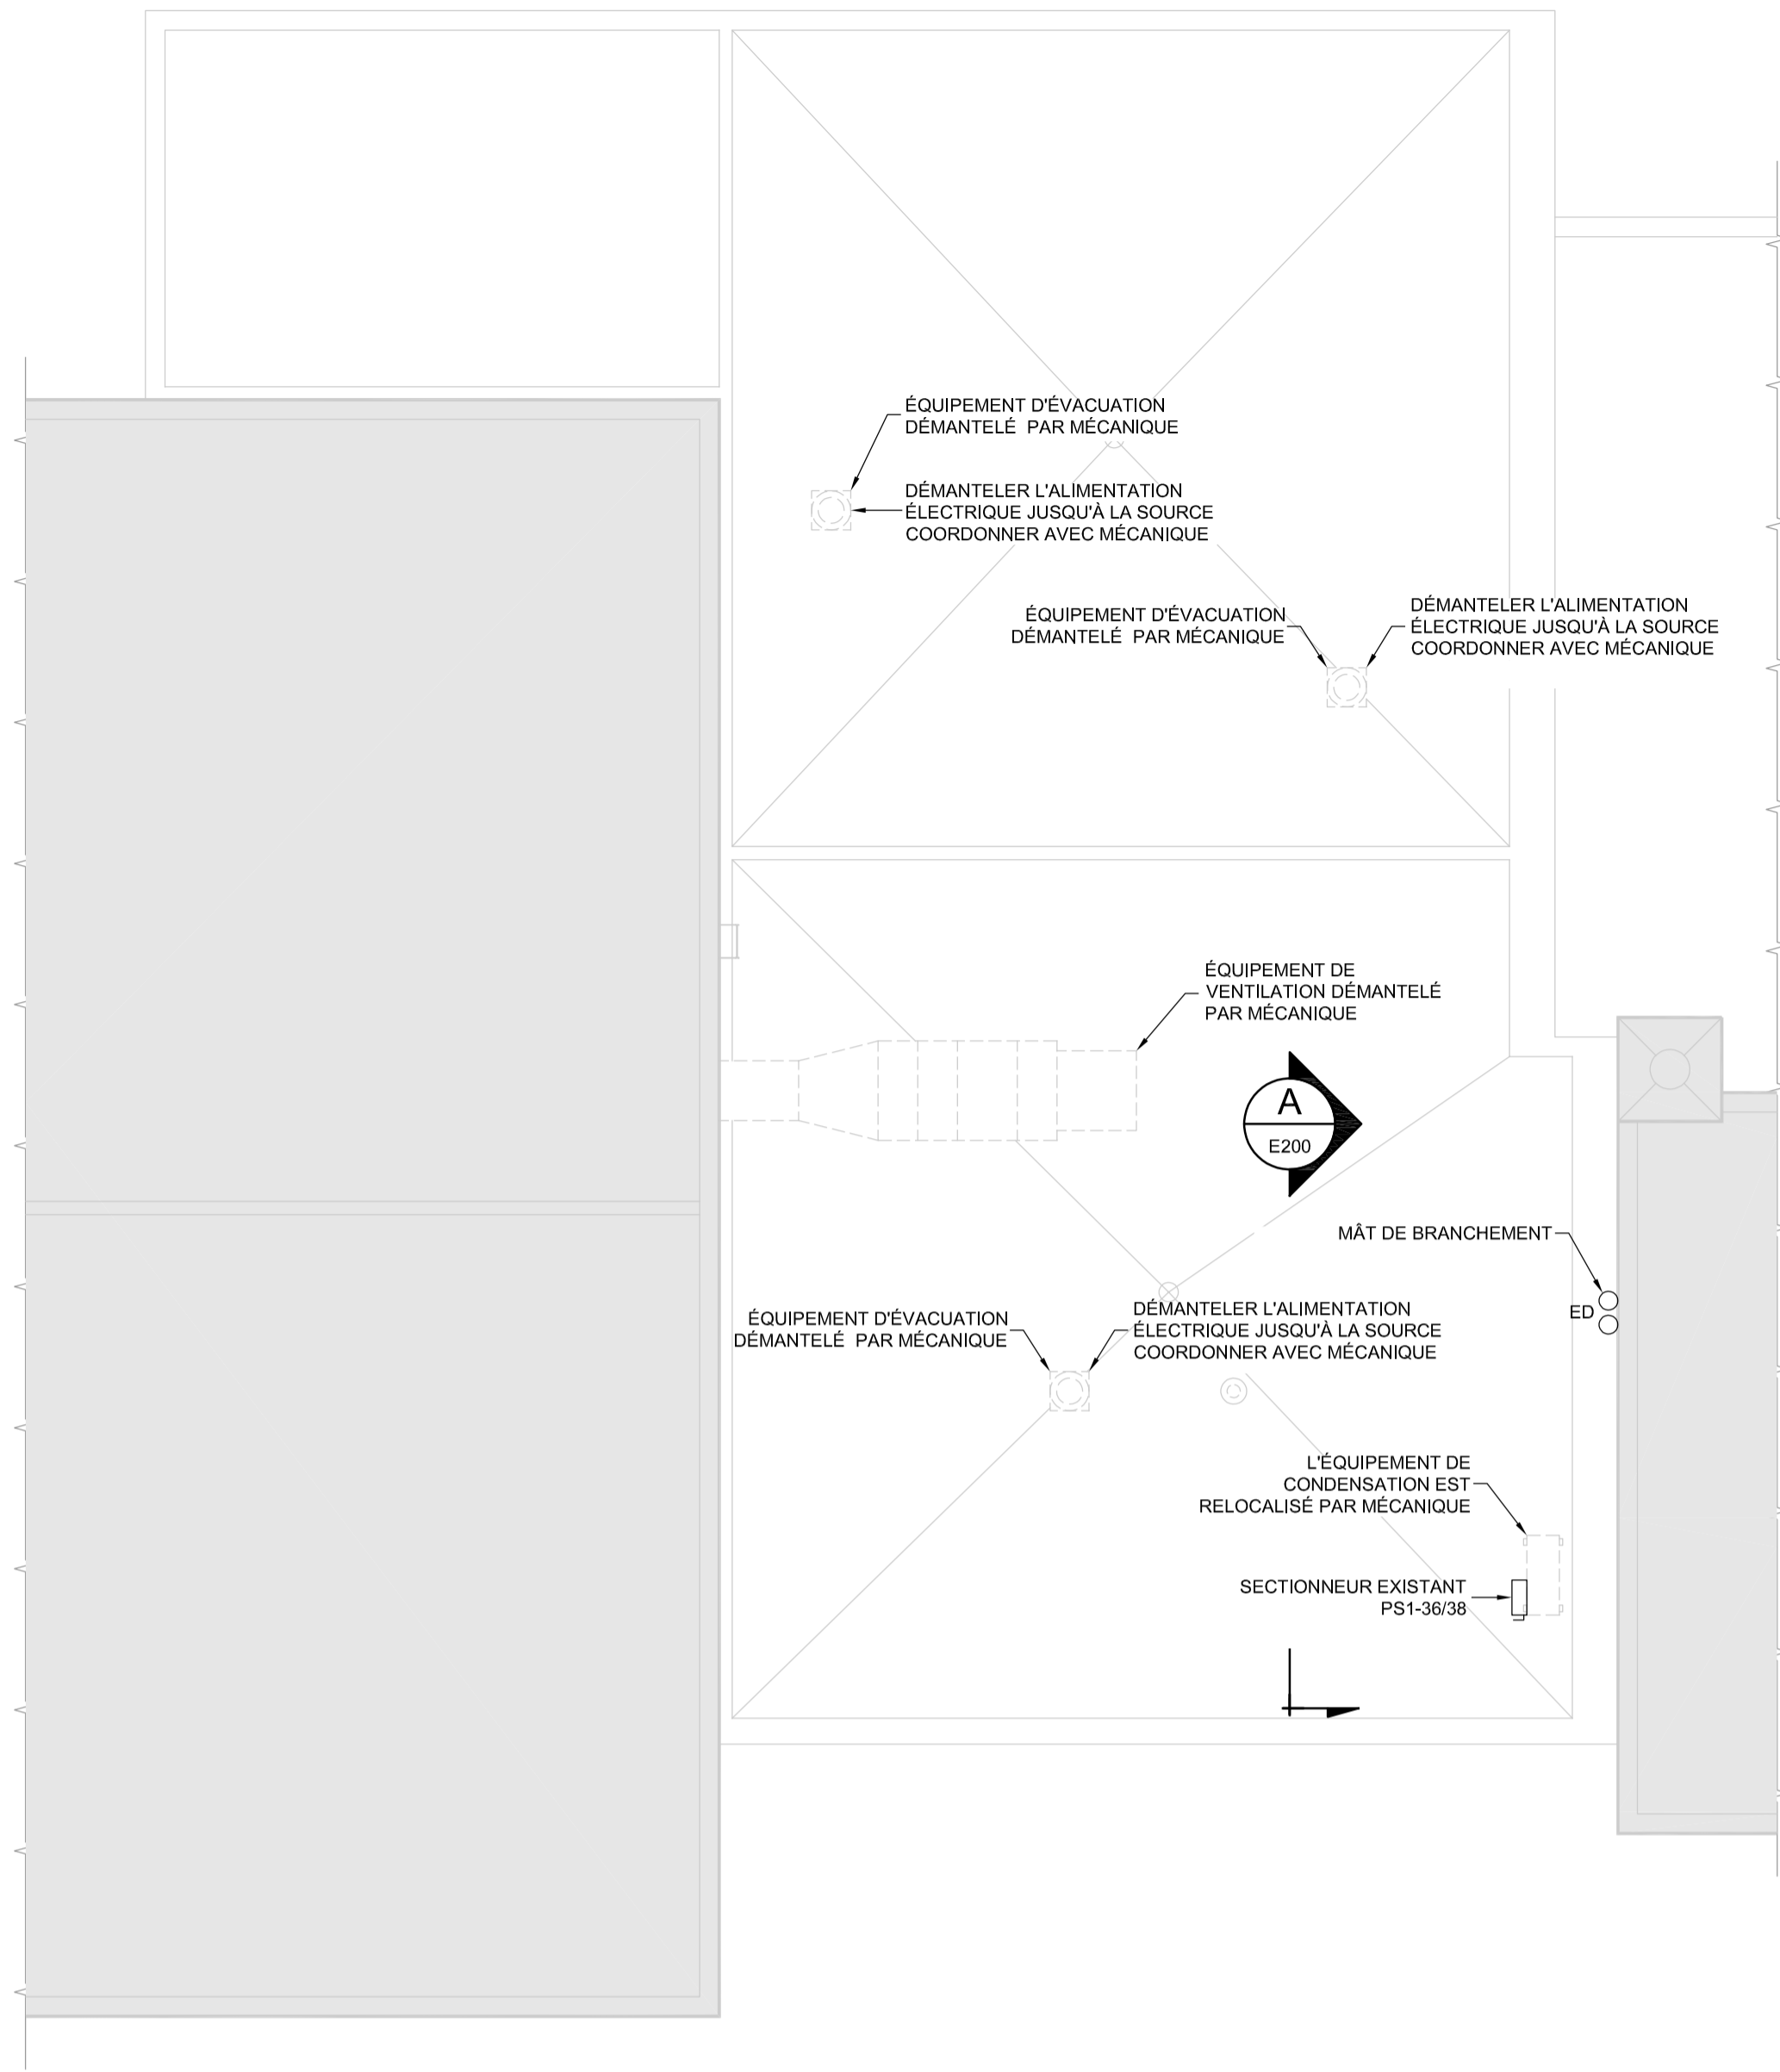 ÉQUIPEMENT D'ÉVACUATION
DÉMANTELÉ PAR MÉCANIQUE
DÉMANTELER L'ALIMENTATION
ÉLECTRIQUE JUSQU'À LA SOURCE
COORDONNER AVEC MÉCANIQUE
ÉQUIPEMENT D'ÉVACUATION
DÉMANTELÉ PAR MÉCANIQUE
DÉMANTELER L'ALIMENTATION
ÉLECTRIQUE JUSQU'À LA SOURCE
COORDONNER AVEC MÉCANIQUE
ÉQUIPEMENT DE
VENTILATION DÉMANTELÉ
PAR MÉCANIQUE
A
E200
MÂT DE BRANCHEMENT
ED
ÉQUIPEMENT D'ÉVACUATION
DÉMANTELÉ PAR MÉCANIQUE
DÉMANTELER L'ALIMENTATION
ÉLECTRIQUE JUSQU'À LA SOURCE
COORDONNER AVEC MÉCANIQUE
L'ÉQUIPEMENT DE
CONDENSATION EST
RELOCALISÉ PAR MÉCANIQUE
SECTIONNEUR EXISTANT
PS1-36/38